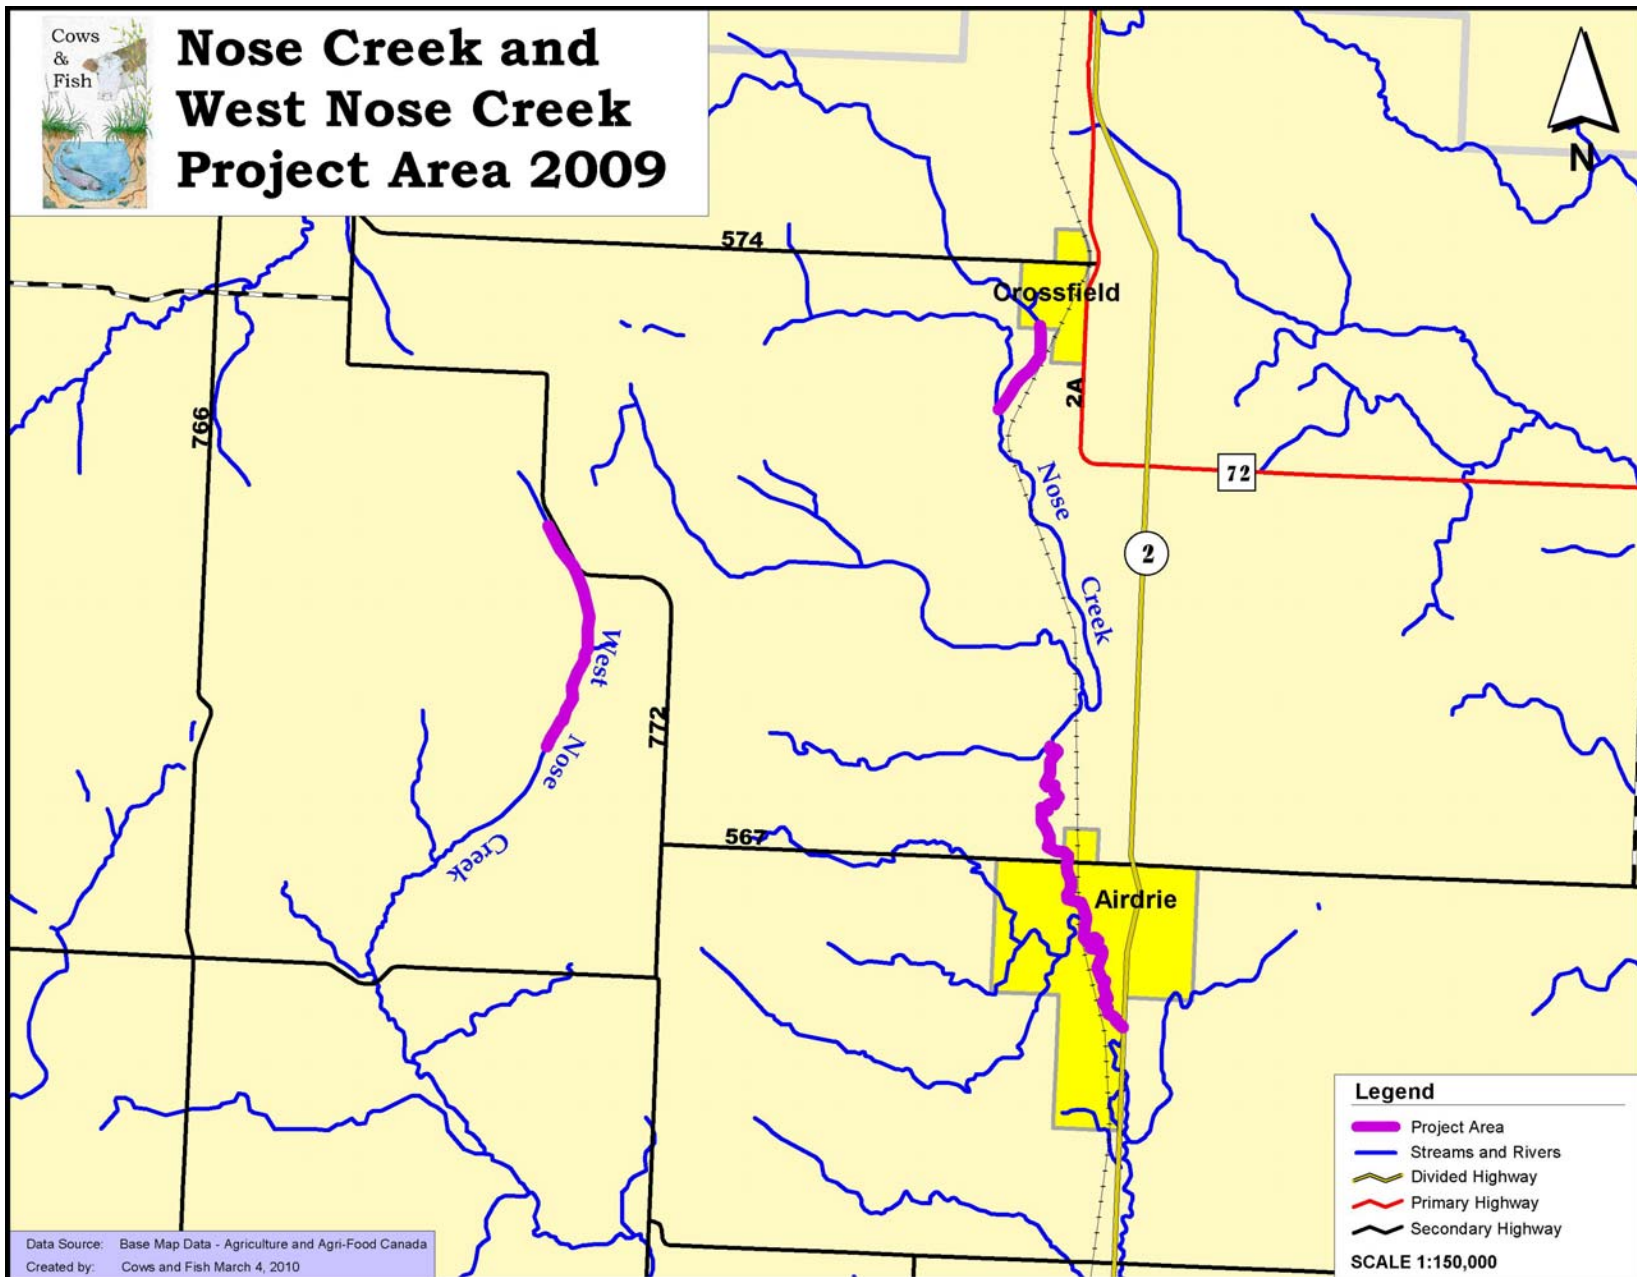 Cows
&
Fish
Nose Creek and
West Nose Creek
Project Area 2009
N
574
Crossfield
766
2A
72
Nose
2
Creek
West
772
Nose
567
Creek
Airdrie
Legend
Project Area
Streams and Rivers
Divided Highway
Primary Highway
Secondary Highway
SCALE 1:150,000
Data Source: Base Map Data - Agriculture and Agri-Food Canada
Created by: Cows and Fish March 4, 2010